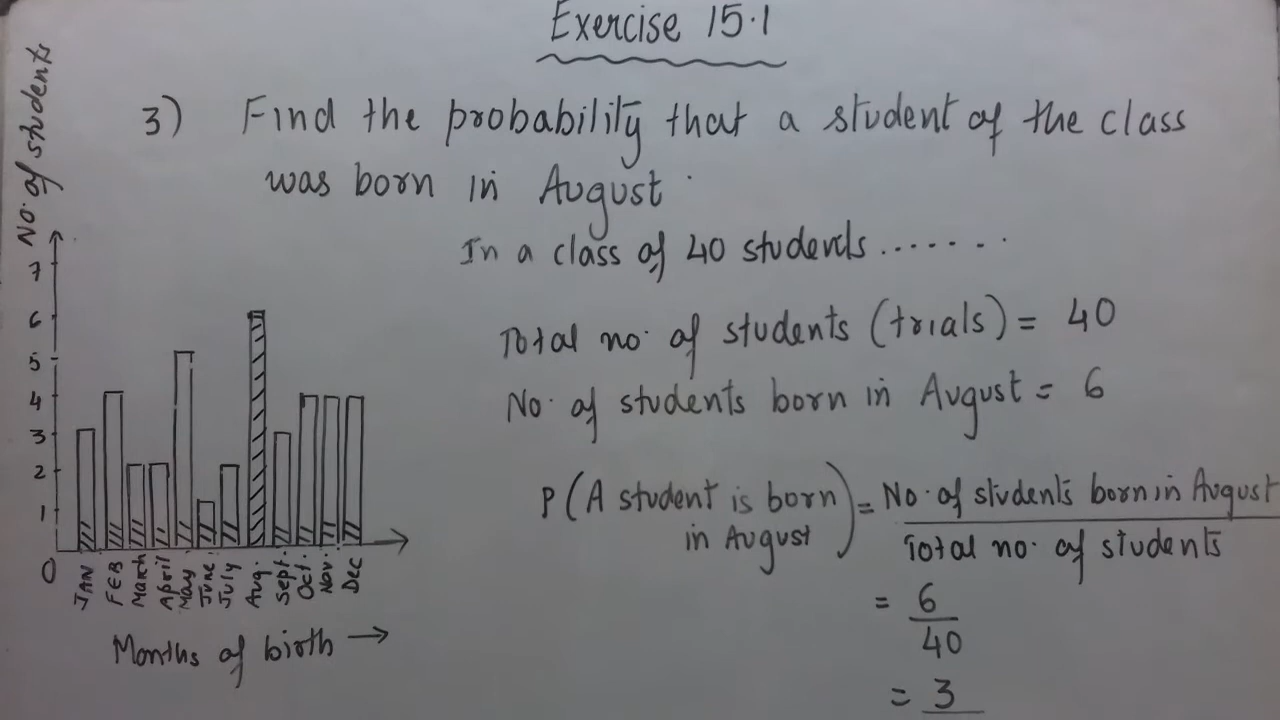 Exercise 15.1
3) Find the probability that a student of the class
was born in August.
In a class of 40 students .......
Total no. of students (trials) = 40
No. of students born in August = 6
P(A student is born in August) = No. of students born in August
Total no. of students
= 6
40
= 3
No. of students
7
6
5
4
3
2
1
0
JAN FEB March April May June July Aug. Sept. Oct. Nov. Dec
Months of birth →